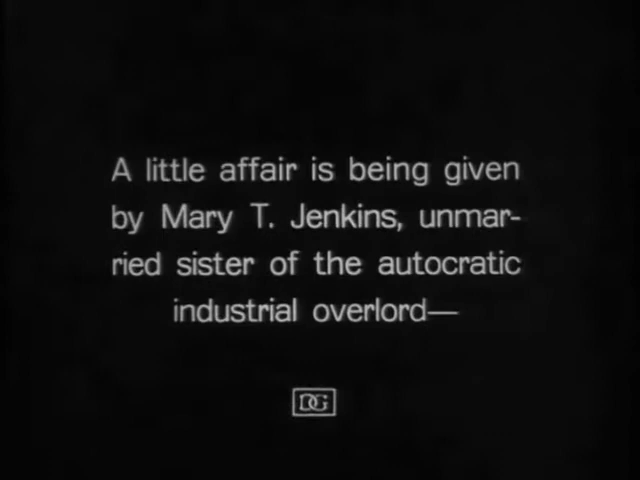 A little affair is being given
by Mary T. Jenkins, unmar-
ried sister of the autocratic
industrial overlord—
DG